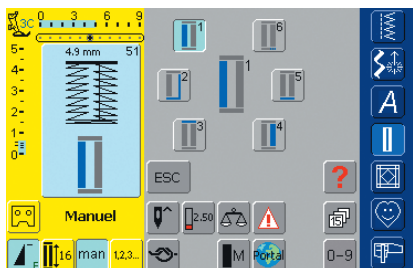 3C 0 3 6 9
5-
4-
3-
2-
1-
0
4.9 mm 51
1
6
2
1
5
3
4
ESC
?
A
Manuel
2.50
15
16 man 1,2,3...
M
Portal
0-9